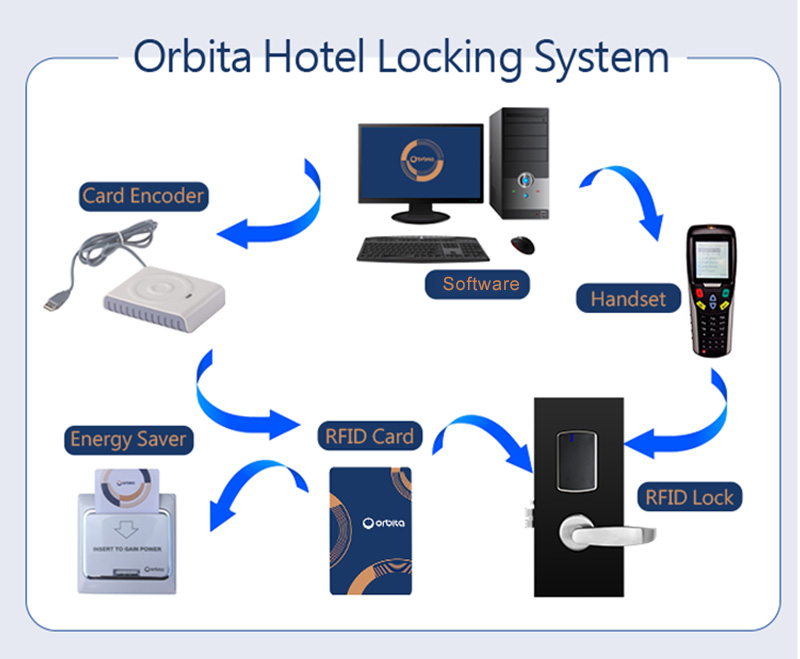 Orbita Hotel Locking System
Orbita
Card Encoder
Software
Handset
Energy Saver
RFID Card
RFID Lock
orbita
INSERT TO GAIN POWER
Orbita
orbita